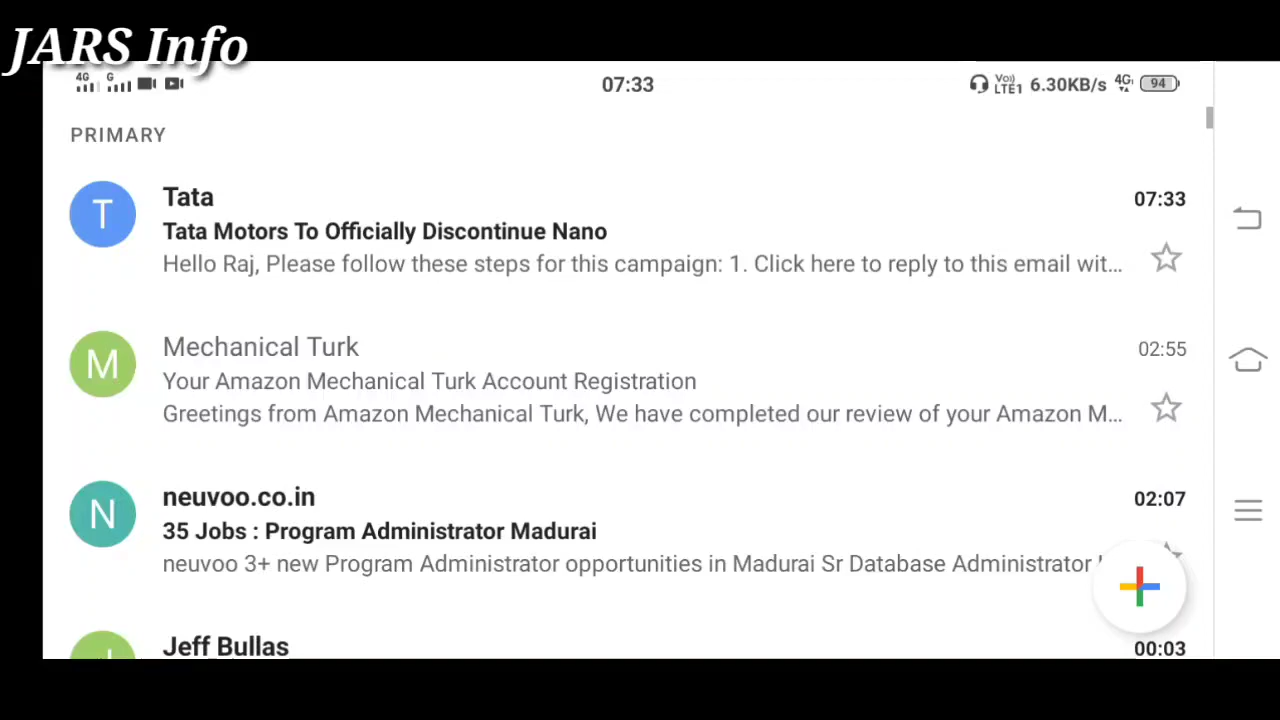 JARS Info
4G G 07:33 Vo) LTE1 6.30KB/s 4G 94
PRIMARY
T Tata 07:33
Tata Motors To Officially Discontinue Nano
Hello Raj, Please follow these steps for this campaign: 1. Click here to reply to this email wit...
M Mechanical Turk 02:55
Your Amazon Mechanical Turk Account Registration
Greetings from Amazon Mechanical Turk, We have completed our review of your Amazon M...
N neuvoo.co.in 02:07
35 Jobs : Program Administrator Madurai
neuvoo 3+ new Program Administrator opportunities in Madurai Sr Database Administrator
Jeff Bullas 00:03